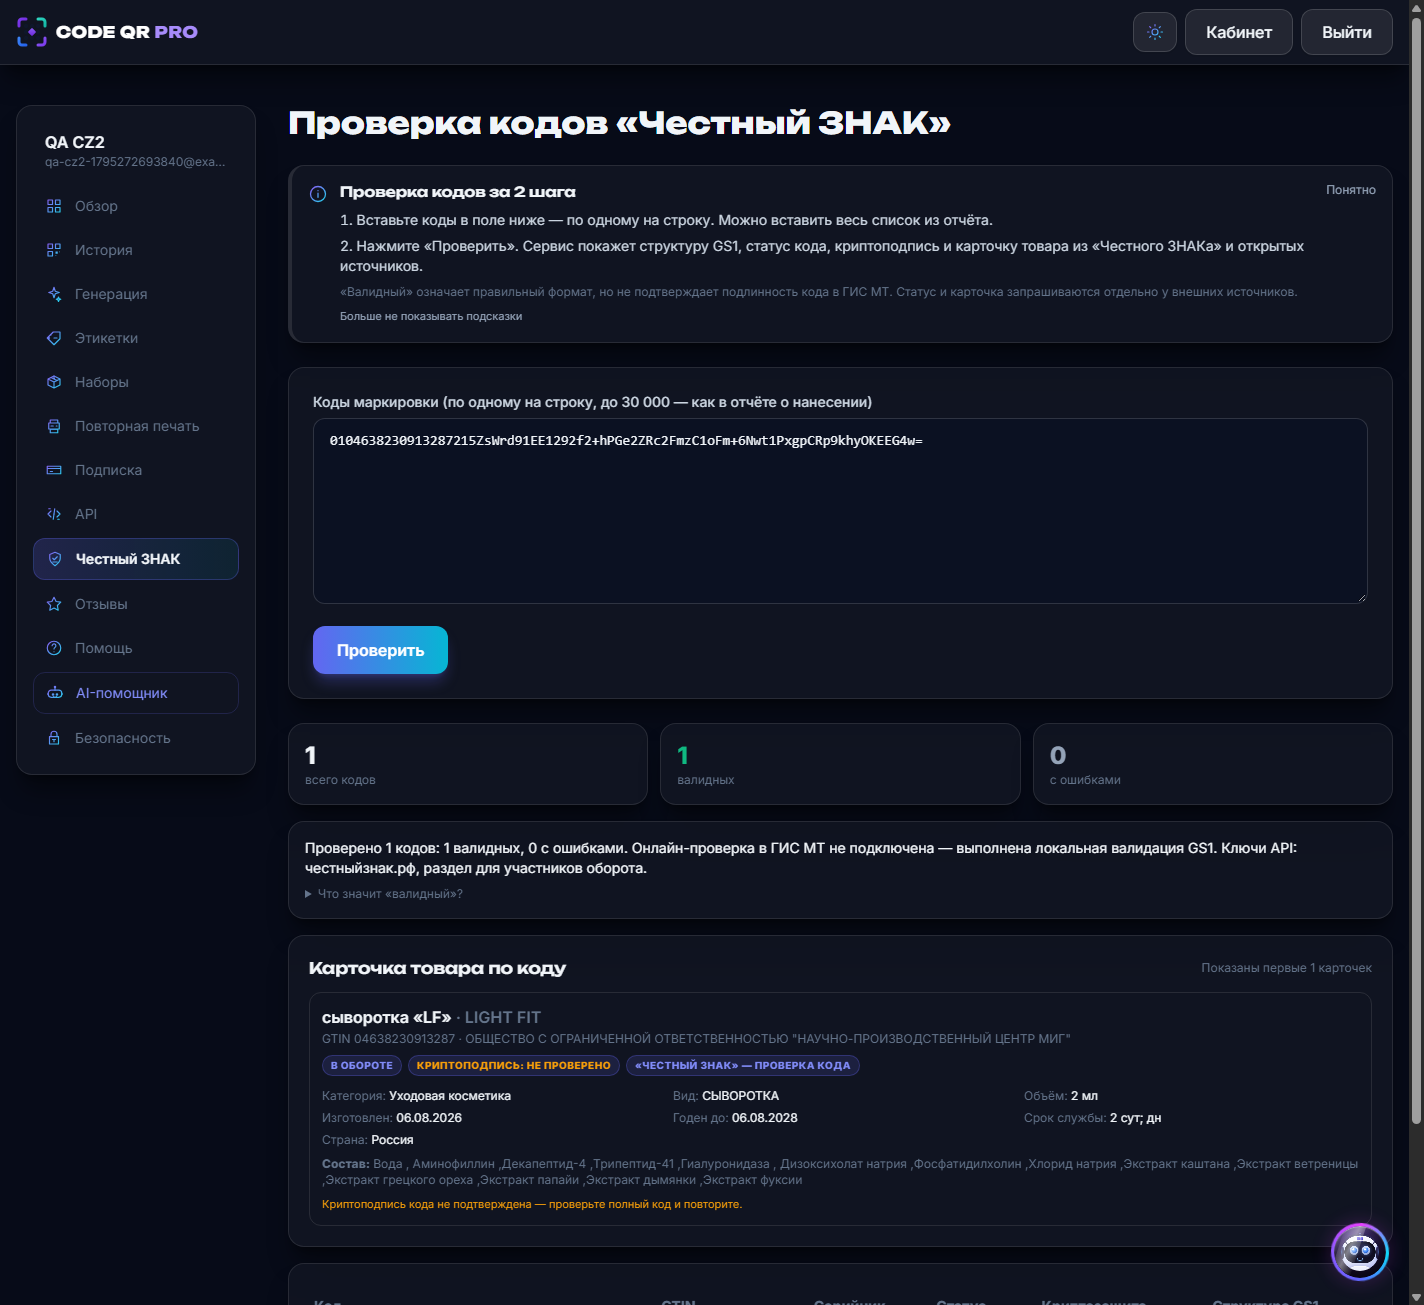 CODE QR PRO
Кабинет
Выйти
QA CZ2
qa-cz2-1795272693840@exa...
Обзор
История
Генерация
Этикетки
Наборы
Повторная печать
Подписка
API
Честный ЗНАК
Отзывы
Помощь
AI-помощник
Безопасность
Проверка кодов «Честный ЗНАК»
Проверка кодов за 2 шага
Понятно
1. Вставьте коды в поле ниже — по одному на строку. Можно вставить весь список из отчёта.
2. Нажмите «Проверить». Сервис покажет структуру GS1, статус кода, криптоподпись и карточку товара из «Честного ЗНАКа» и открытых
источников.
«Валидный» означает правильный формат, но не подтверждает подлинность кода в ГИС МТ. Статус и карточка запрашиваются отдельно у внешних источников.
Больше не показывать подсказки
Коды маркировки (по одному на строку, до 30 000 — как в отчёте о нанесении)
0104638230913287215ZsWrd91EE1292f2+hPGe2ZRc2FmzC1oFm+6Nwt1PxgpCRp9khyOKEEG4w=
Проверить
1
всего кодов
1
валидных
0
с ошибками
Проверено 1 кодов: 1 валидных, 0 с ошибками. Онлайн-проверка в ГИС МТ не подключена — выполнена локальная валидация GS1. Ключи API:
честныйзнак.рф, раздел для участников оборота.
Что значит «валидный»?
Карточка товара по коду
Показаны первые 1 карточек
сыворотка «LF» · LIGHT FIT
GTIN 04638230913287 · ОБЩЕСТВО С ОГРАНИЧЕННОЙ ОТВЕТСТВЕННОСТЬЮ "НАУЧНО-ПРОИЗВОДСТВЕННЫЙ ЦЕНТР МИГ"
В ОБОРОТЕ
КРИПТОПОДПИСЬ: НЕ ПРОВЕРЕНО
«ЧЕСТНЫЙ ЗНАК» — ПРОВЕРКА КОДА
Категория: Уходовая косметика
Вид: СЫВОРОТКА
Объём: 2 мл
Изготовлен: 06.08.2026
Годен до: 06.08.2028
Срок службы: 2 сут; дн
Страна: Россия
Состав: Вода , Аминофиллин ,Декапептид-4 ,Трипептид-41 ,Гиалуронидаза , Дизоксихолат натрия ,Фосфатидилхолин ,Хлорид натрия ,Экстракт каштана ,Экстракт ветреницы
,Экстракт грецкого ореха ,Экстракт папайи ,Экстракт дымянки ,Экстракт фуксии
Криптоподпись кода не подтверждена — проверьте полный код и повторите.
Код GTIN Серийник Статус Криптозащита Структура GS1